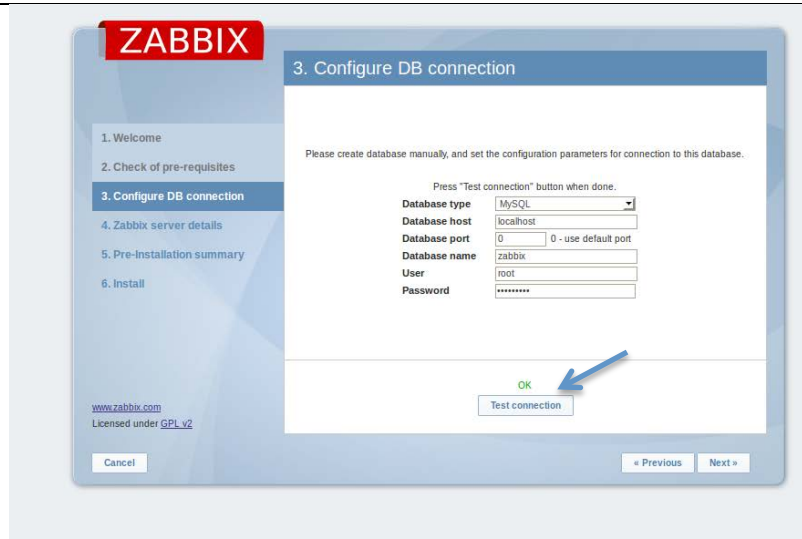 ZABBIX
3. Configure DB connection
1. Welcome
2. Check of pre-requisites
3. Configure DB connection
4. Zabbix server details
5. Pre-Installation summary
6. Install
Please create database manually, and set the configuration parameters for connection to this database.
Press "Test connection" button when done.
Database type MySQL
Database host localhost
Database port 0 0 - use default port
Database name zabbix
User root
Password •••••••••
OK
Test connection
www.zabbix.com
Licensed under GPL v2
Cancel
« Previous Next »